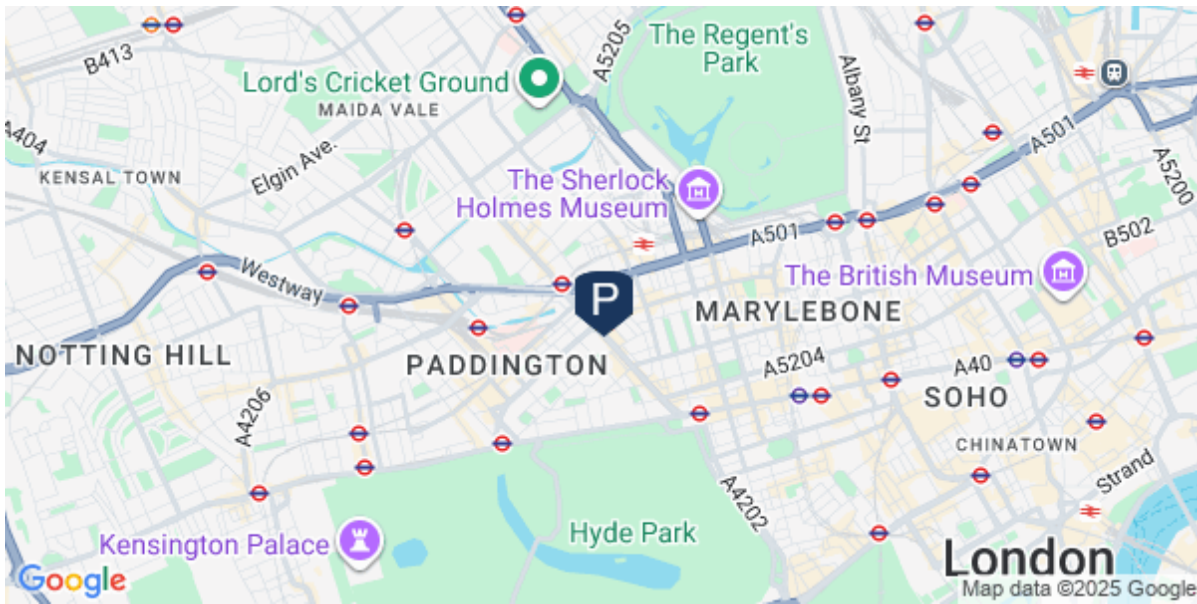 B413
A5205
The Regent's
Park
Lord's Cricket Ground
MAIDA VALE
Albany St
A501
A404
Elgin Ave.
KENSAL TOWN
A5200
The Sherlock
Holmes Museum
A501
B502
Westway
The British Museum
P
MARYLEBONE
NOTTING HILL
PADDINGTON
A5204
A40
SOHO
A4206
CHINATOWN
Strand
A4202
Hyde Park
Kensington Palace
London
Google
Map data ©2025 Google